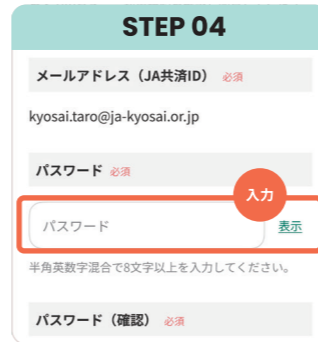 STEP 04
メールアドレス（JA共済ID） 必須
kyosai.taro@ja-kyosai.or.jp
パスワード 必須
入力
パスワード 表示
半角英数字混合で8文字以上を入力してください。
パスワード（確認） 必須